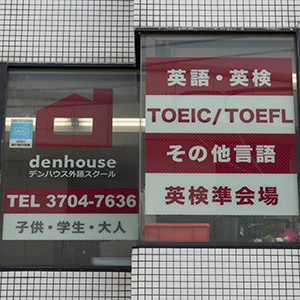 denhouse
デンハウス外語スクール
TEL 3704-7636
子供・学生・大人
英語・英検
TOEIC/TOEFL
その他言語
英検準会場